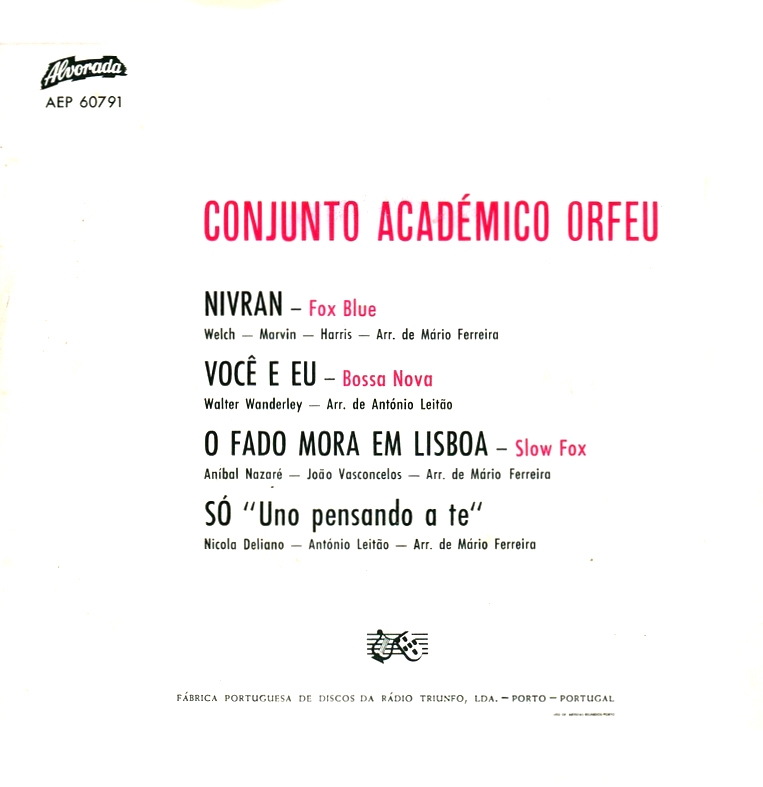 Alvorada
AEP 60791
CONJUNTO ACADÉMICO ORFEU
NIVRAN – Fox Blue
Welch — Marvin — Harris — Arr. de Mário Ferreira
VOCÊ E EU – Bossa Nova
Walter Wanderley — Arr. de António Leitão
O FADO MORA EM LISBOA – Slow Fox
Aníbal Nazaré — João Vasconcelos — Arr. de Mário Ferreira
SÓ “Uno pensando a te“
Nicola Deliano — António Leitão — Arr. de Mário Ferreira
FÁBRICA PORTUGUESA DE DISCOS DA RÁDIO TRIUNFO, LDA. — PORTO — PORTUGAL